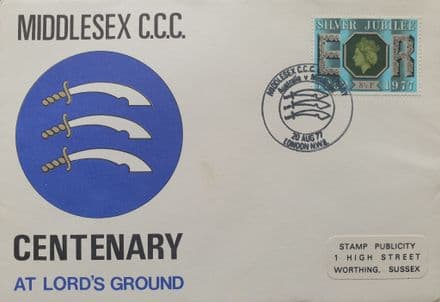 MIDDLESEX C.C.C.
CENTENARY
AT LORD'S GROUND
SILVER JUBILEE
E R
1977
MIDDLESEX C.C.C.
Australia v
20 AUG 77
LONDON N.W.8.
STAMP PUBLICITY
1 HIGH STREET
WORTHING, SUSSEX